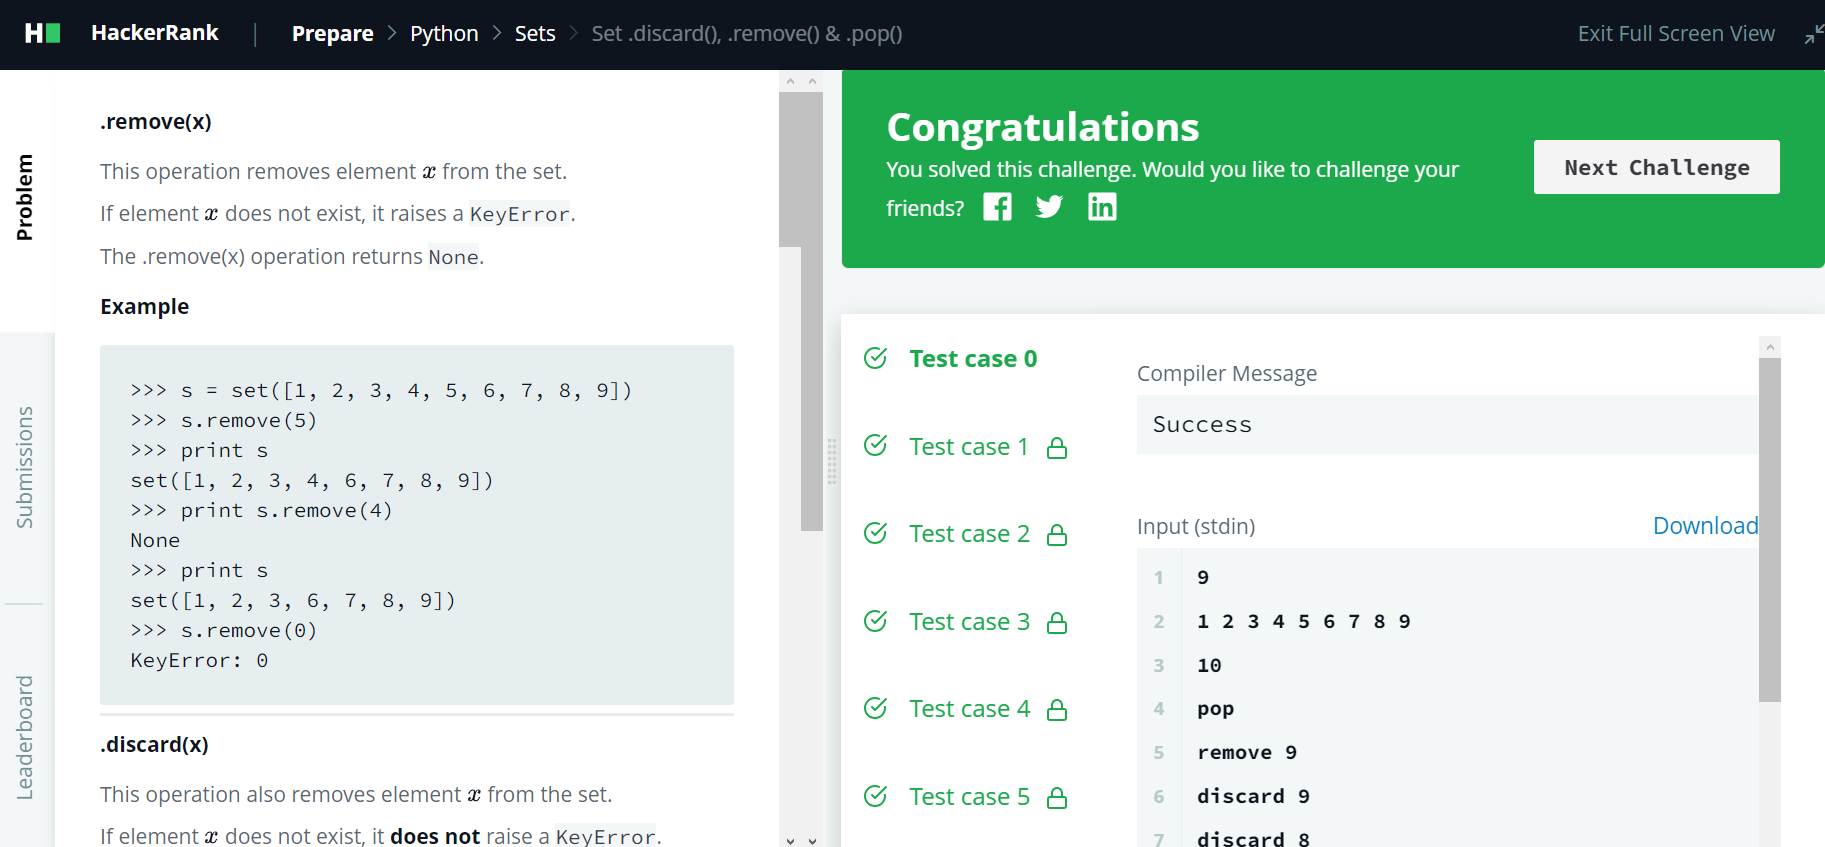 H HackerRank | Prepare > Python > Sets > Set .discard(), .remove() & .pop() Exit Full Screen View
Problem
Submissions
Leaderboard
.remove(x)
This operation removes element x from the set.
If element x does not exist, it raises a KeyError.
The .remove(x) operation returns None.
Example
>>> s = set([1, 2, 3, 4, 5, 6, 7, 8, 9])
>>> s.remove(5)
>>> print s
set([1, 2, 3, 4, 6, 7, 8, 9])
>>> print s.remove(4)
None
>>> print s
set([1, 2, 3, 6, 7, 8, 9])
>>> s.remove(0)
KeyError: 0
.discard(x)
This operation also removes element x from the set.
If element x does not exist, it does not raise a KeyError.
Congratulations
You solved this challenge. Would you like to challenge your
friends?
Next Challenge
Test case 0
Test case 1
Test case 2
Test case 3
Test case 4
Test case 5
Compiler Message
Success
Input (stdin) Download
1 9
2 1 2 3 4 5 6 7 8 9
3 10
4 pop
5 remove 9
6 discard 9
7 discard 8